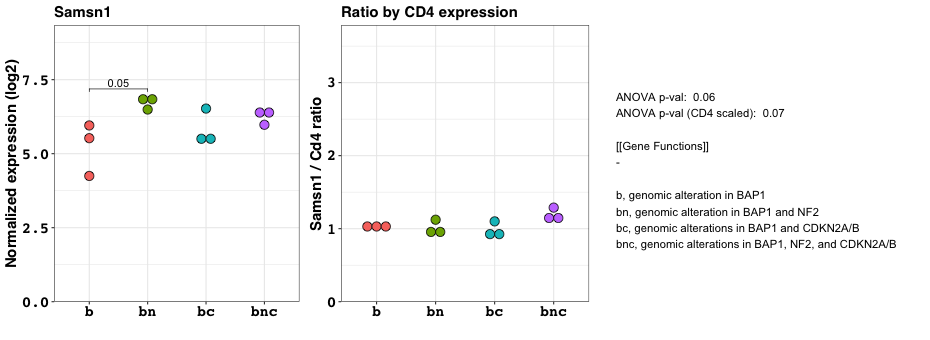 Samsn1
Normalized expression (log2)
7.5
5.0
2.5
0.0
0.05
b bn bc bnc
Ratio by CD4 expression
Samsn1 / Cd4 ratio
3
2
1
0
b bn bc bnc
ANOVA p-val: 0.06
ANOVA p-val (CD4 scaled): 0.07
[[Gene Functions]]
-
b, genomic alteration in BAP1
bn, genomic alteration in BAP1 and NF2
bc, genomic alterations in BAP1 and CDKN2A/B
bnc, genomic alterations in BAP1, NF2, and CDKN2A/B